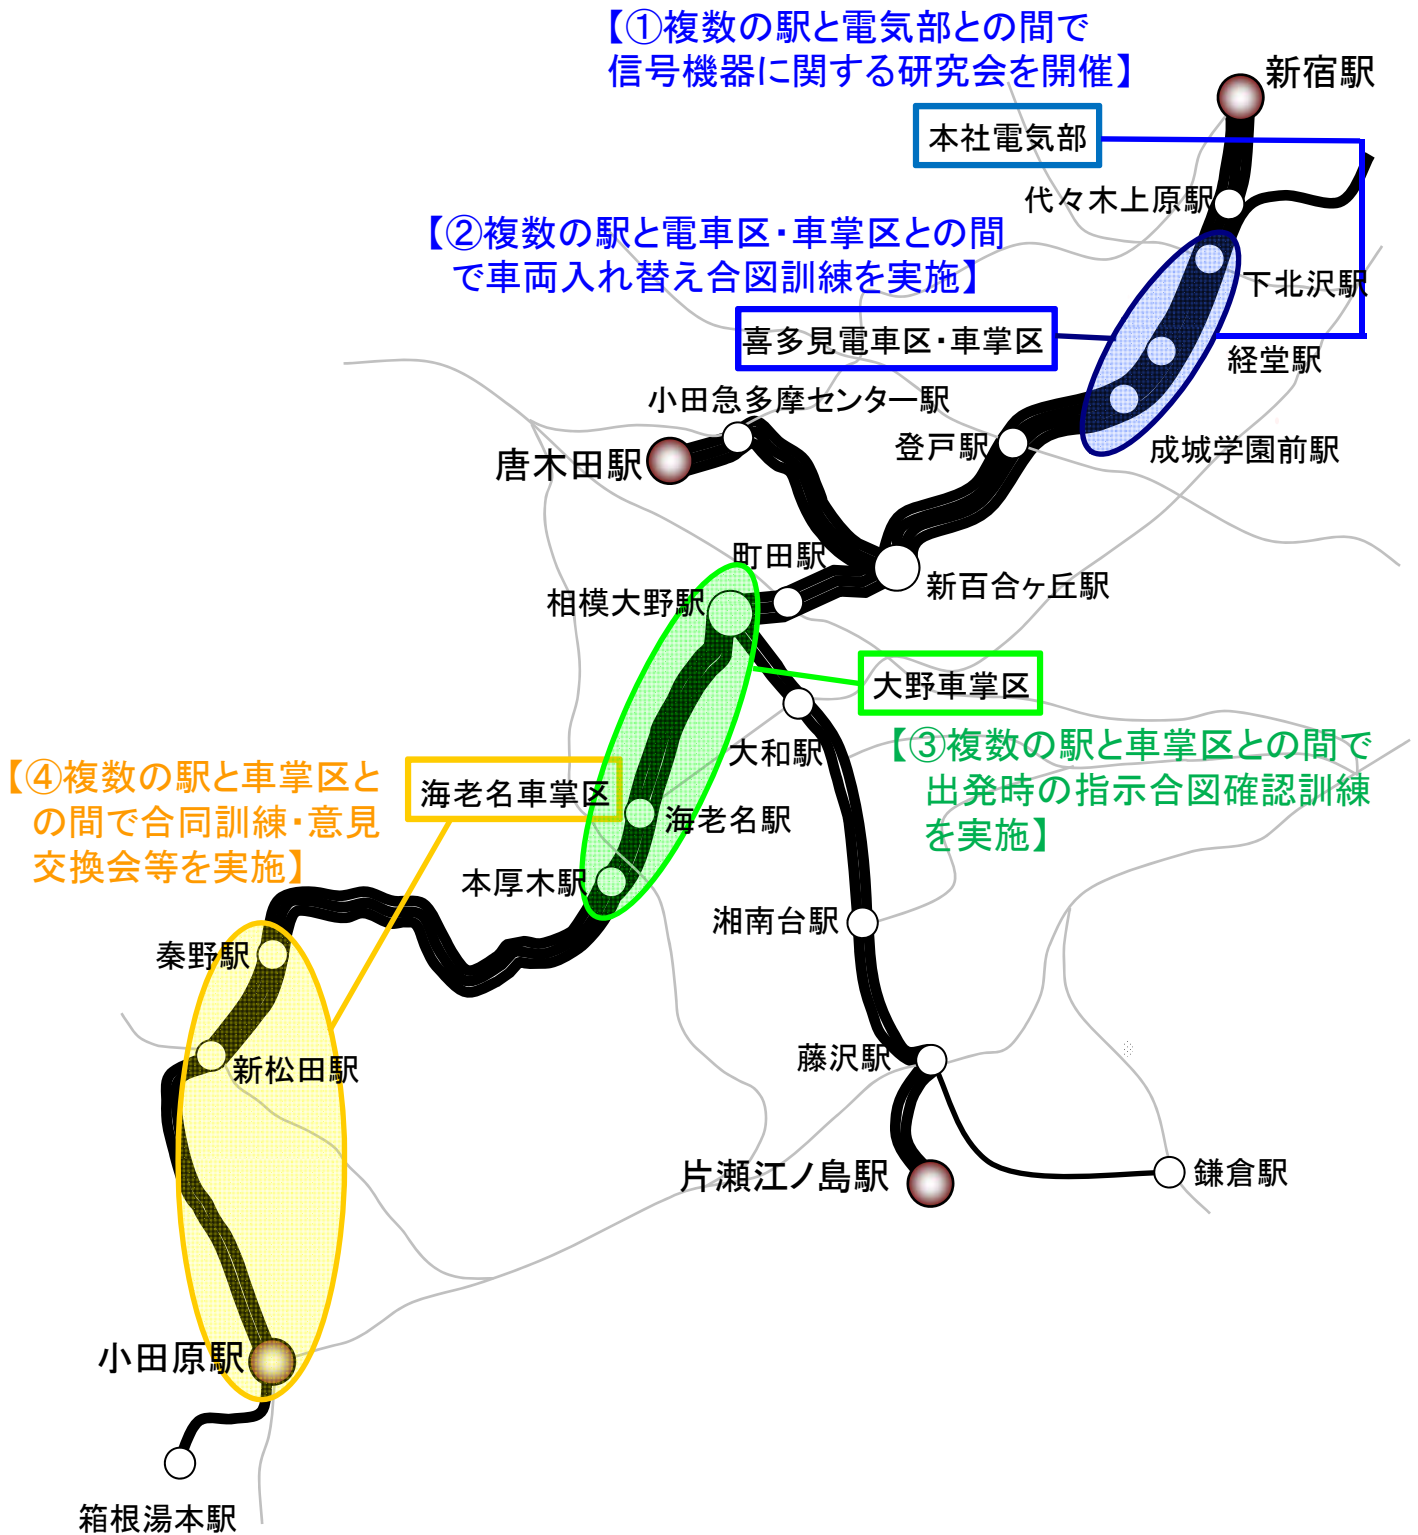 【①複数の駅と電気部との間で
信号機器に関する研究会を開催】
新宿駅
本社電気部
代々木上原駅
【②複数の駅と電車区・車掌区との間
で車両入れ替え合図訓練を実施】
下北沢駅
喜多見電車区・車掌区
経堂駅
小田急多摩センター駅
登戸駅
成城学園前駅
唐木田駅
町田駅
新百合ヶ丘駅
相模大野駅
大野車掌区
大和駅
【③複数の駅と車掌区との間で
出発時の指示合図確認訓練
を実施】
【④複数の駅と車掌区と
の間で合同訓練・意見
交換会等を実施】
海老名車掌区
海老名駅
本厚木駅
湘南台駅
秦野駅
新松田駅
藤沢駅
片瀬江ノ島駅
鎌倉駅
小田原駅
箱根湯本駅